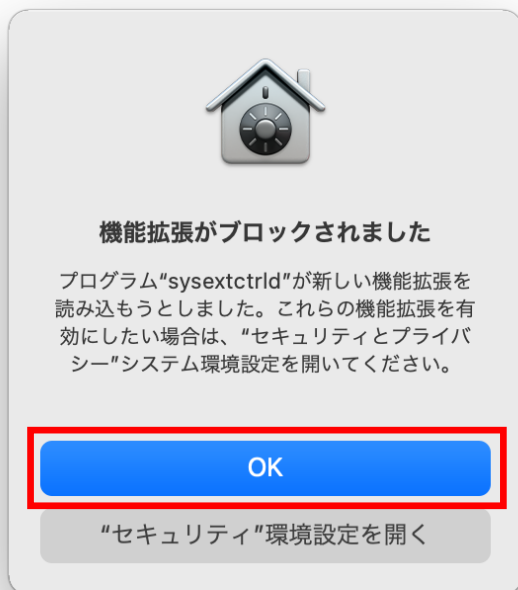 機能拡張がブロックされました
プログラム“sysextctrld”が新しい機能拡張を
読み込もうとしました。これらの機能拡張を有
効にしたい場合は、“セキュリティとプライバ
シー”システム環境設定を開いてください。
OK
“セキュリティ”環境設定を開く